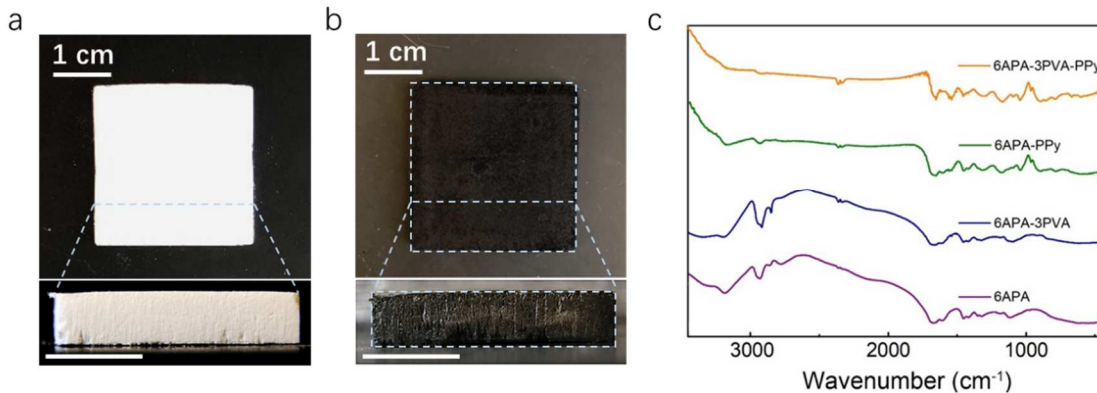 a
1 cm
b
1 cm
c
6APA-3PVA-PPy
6APA-PPy
6APA-3PVA
6APA
3000
2000
1000
Wavenumber (cm⁻¹)